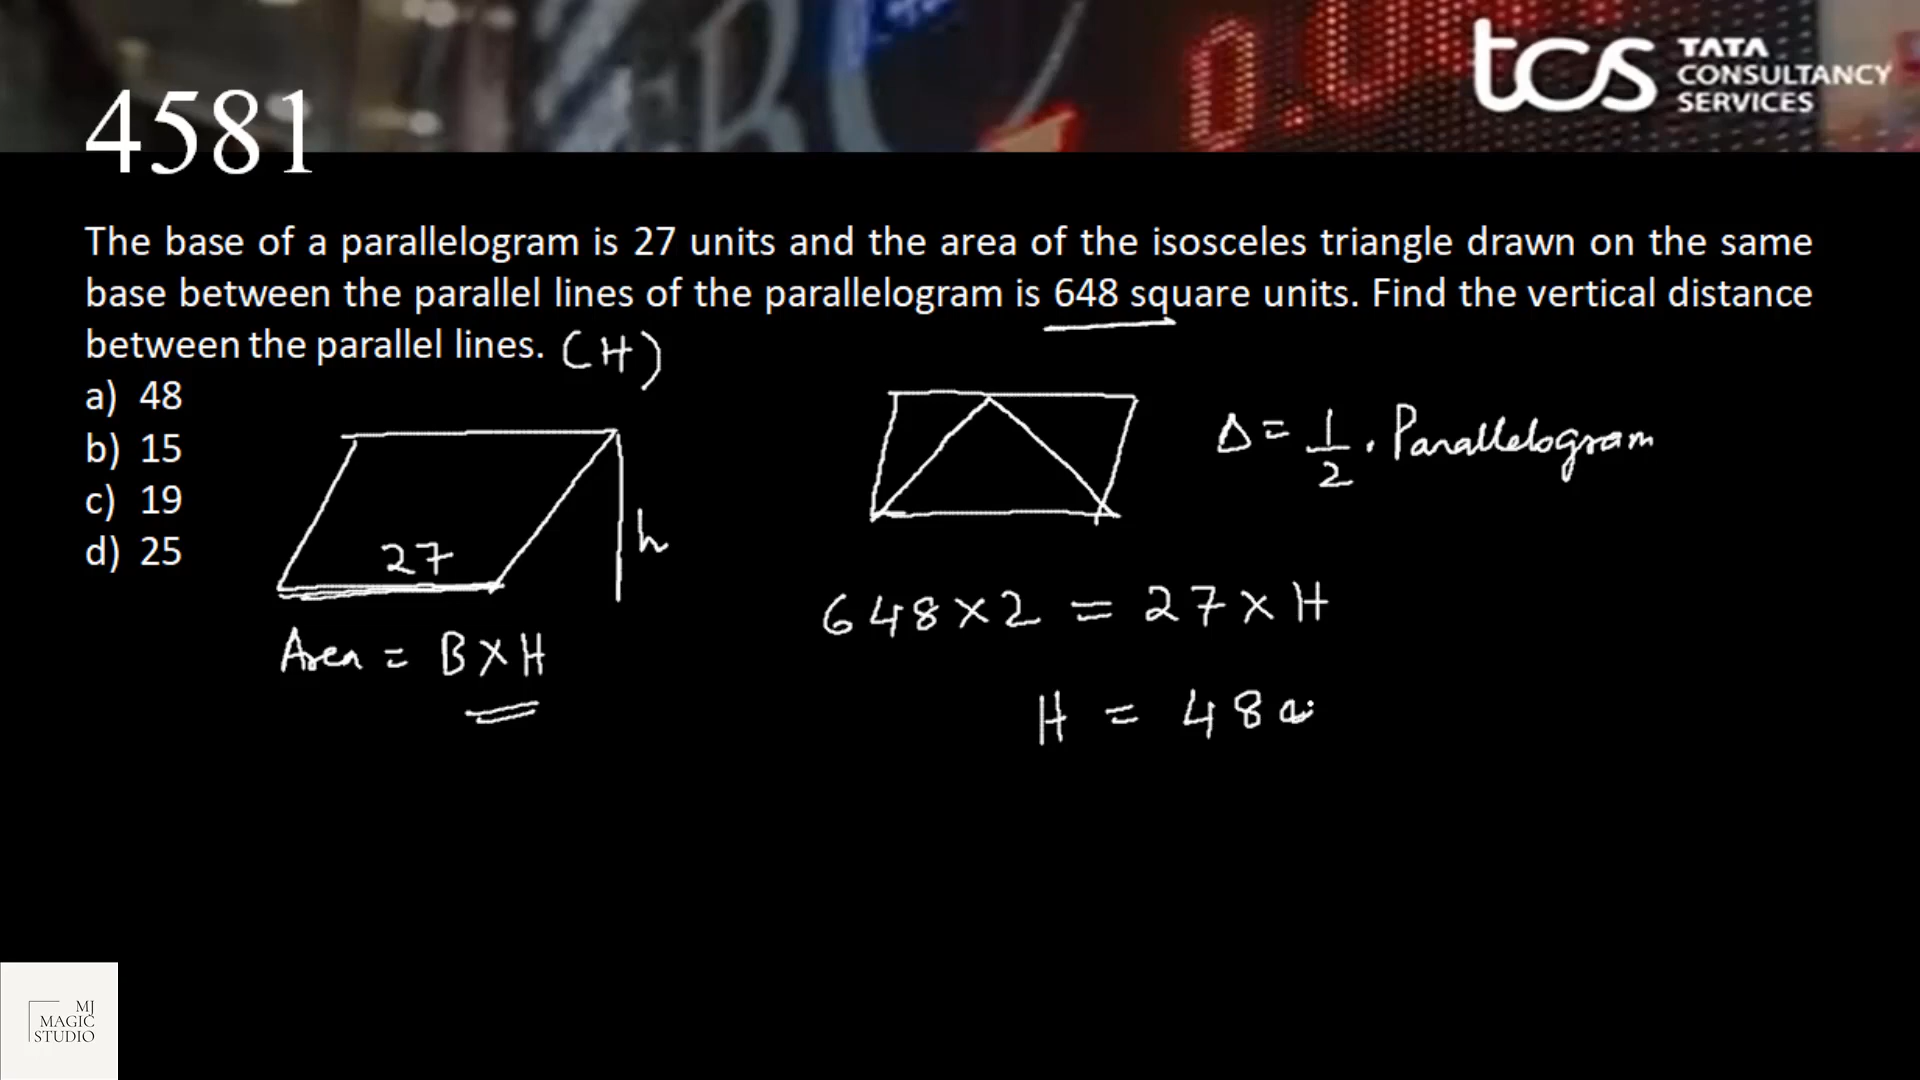 tcs TATA
CONSULTANCY
SERVICES
4581
The base of a parallelogram is 27 units and the area of the isosceles triangle drawn on the same
base between the parallel lines of the parallelogram is 648 square units. Find the vertical distance
between the parallel lines. (H)
a) 48
b) 15
c) 19
d) 25
27
h
Area = B×H
Δ = 1/2 . Parallelogram
648×2 = 27×H
H = 48
MJ
MAGIC
STUDIO